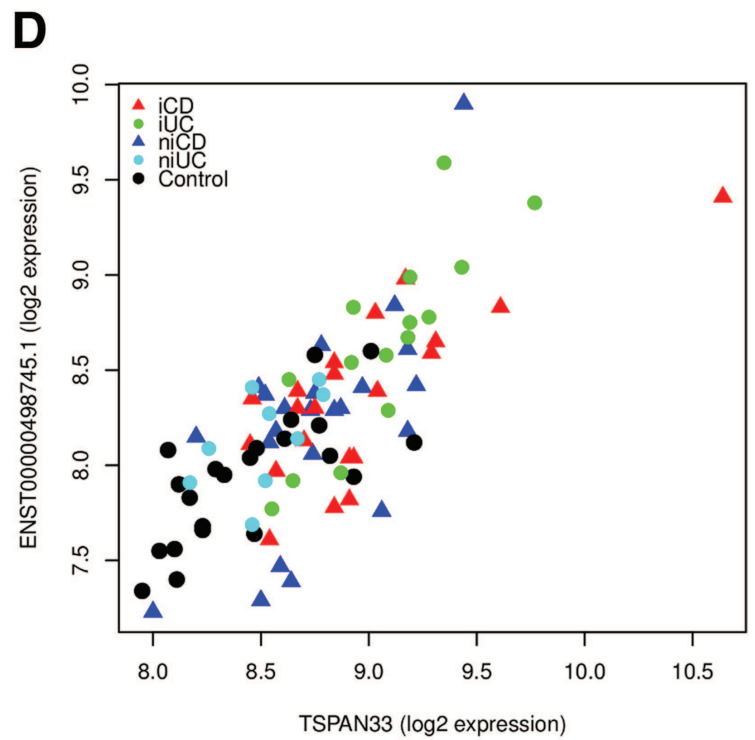 D
iCD
iUC
niCD
niUC
Control
10.0
9.5
9.0
8.5
8.0
7.5
ENST00000498745.1 (log2 expression)
8.0 8.5 9.0 9.5 10.0 10.5
TSPAN33 (log2 expression)